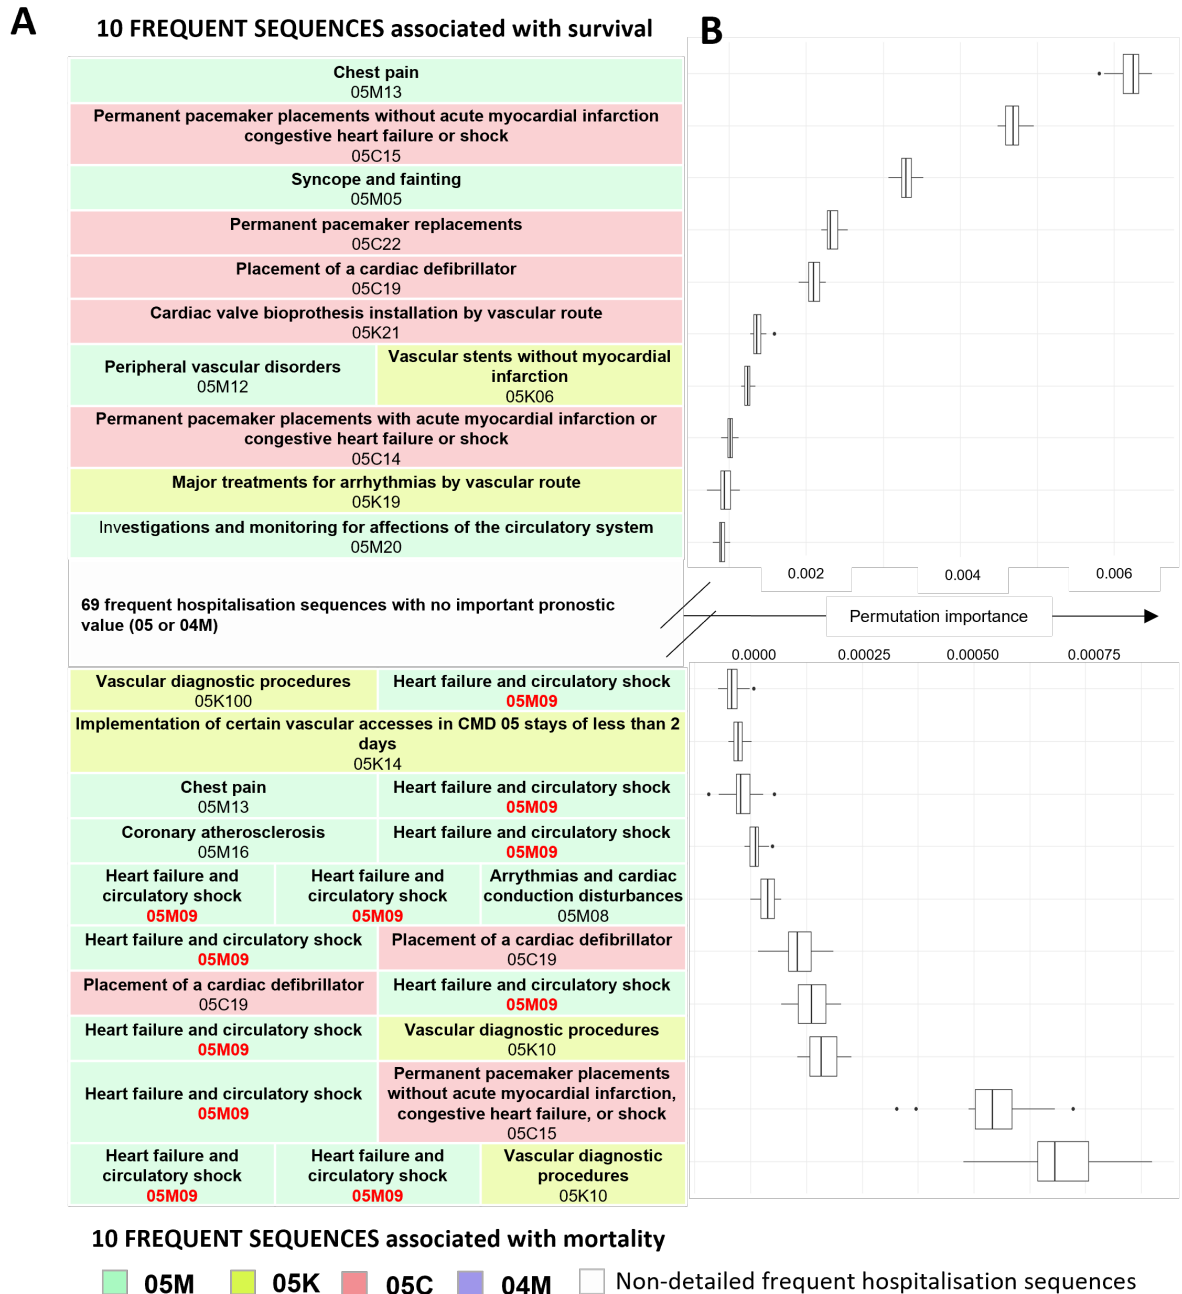 A
10 FREQUENT SEQUENCES associated with survival
B
Chest pain
05M13
Permanent pacemaker placements without acute myocardial infarction
congestive heart failure or shock
05C15
Syncope and fainting
05M05
Permanent pacemaker replacements
05C22
Placement of a cardiac defibrillator
05C19
Cardiac valve bioprothesis installation by vascular route
05K21
Peripheral vascular disorders
05M12
Vascular stents without myocardial
infarction
05K06
Permanent pacemaker placements with acute myocardial infarction or
congestive heart failure or shock
05C14
Major treatments for arrhythmias by vascular route
05K19
Investigations and monitoring for affections of the circulatory system
05M20
0.002 0.004 0.006
69 frequent hospitalisation sequences with no important pronostic
value (05 or 04M)
Permutation importance
0.0000 0.00025 0.00050 0.00075
Vascular diagnostic procedures
05K100
Heart failure and circulatory shock
05M09
Implementation of certain vascular accesses in CMD 05 stays of less than 2
days
05K14
Chest pain
05M13
Heart failure and circulatory shock
05M09
Coronary atherosclerosis
05M16
Heart failure and circulatory shock
05M09
Heart failure and
circulatory shock
05M09
Heart failure and
circulatory shock
05M09
Arrythmias and cardiac
conduction disturbances
05M08
Heart failure and circulatory shock
05M09
Placement of a cardiac defibrillator
05C19
Placement of a cardiac defibrillator
05C19
Heart failure and circulatory shock
05M09
Heart failure and circulatory shock
05M09
Vascular diagnostic procedures
05K10
Heart failure and circulatory shock
05M09
Permanent pacemaker placements
without acute myocardial infarction,
congestive heart failure, or shock
05C15
Heart failure and
circulatory shock
05M09
Heart failure and
circulatory shock
05M09
Vascular diagnostic
procedures
05K10
10 FREQUENT SEQUENCES associated with mortality
05M 05K 05C 04M Non-detailed frequent hospitalisation sequences